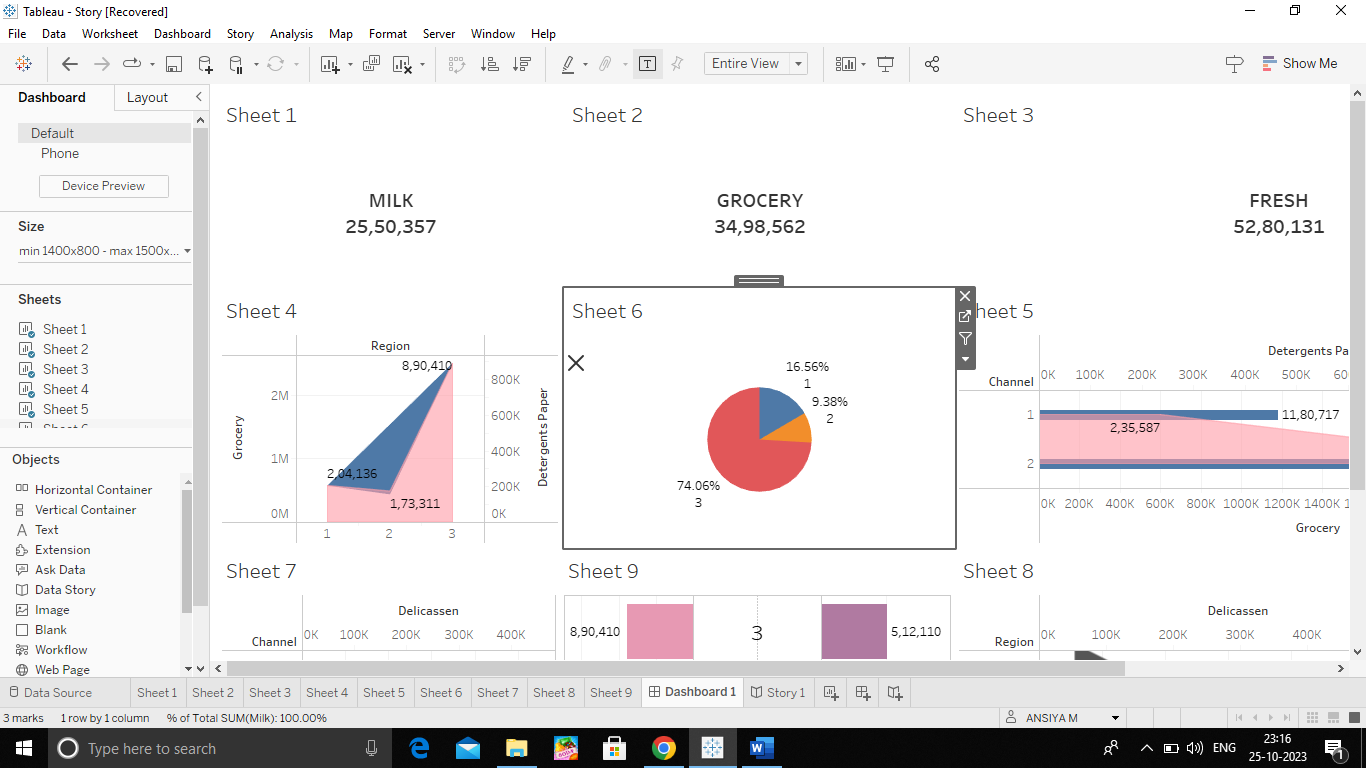 Tableau - Story [Recovered]
File Data Worksheet Dashboard Story Analysis Map Format Server Window Help
Entire View
Show Me
Dashboard Layout
Default
Phone
Device Preview
Size
min 1400x800 - max 1500x...
Sheets
Sheet 1
Sheet 2
Sheet 3
Sheet 4
Sheet 5
Objects
Horizontal Container
Vertical Container
Text
Extension
Ask Data
Data Story
Image
Blank
Workflow
Web Page
Sheet 1
MILK
25,50,357
Sheet 2
GROCERY
34,98,562
Sheet 3
FRESH
52,80,131
Sheet 4
Region
8,90,410
2M
1M
0M
Grocery
2,04,136
1,73,311
800K
600K
400K
200K
0K
Detergents Paper
1 2 3
Sheet 6
16.56%
1
9.38%
2
74.06%
3
heet 5
Detergents Pa
Channel
0K 100K 200K 300K 400K 500K 60
1
11,80,717
2,35,587
2
0K 200K 400K 600K 800K 1000K 1200K 1400K 1
Grocery
Sheet 7
Delicassen
Channel
0K 100K 200K 300K 400K
Sheet 9
8,90,410
3
5,12,110
Sheet 8
Delicassen
Region
0K 100K 200K 300K 400K
Data Source Sheet 1 Sheet 2 Sheet 3 Sheet 4 Sheet 5 Sheet 6 Sheet 7 Sheet 8 Sheet 9 Dashboard 1 Story 1
3 marks 1 row by 1 column % of Total SUM(Milk): 100.00%
ANSIYA M
Type here to search
ENG
23:16
25-10-2023
1